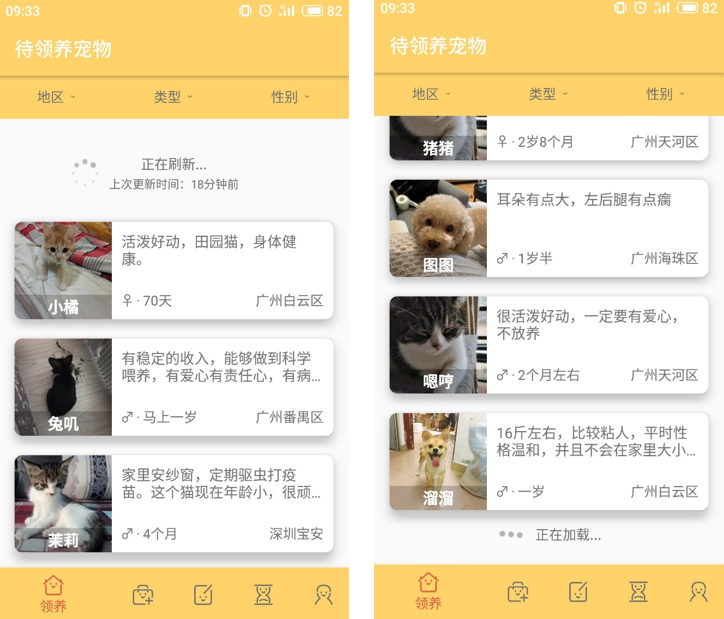 09:33
82
待领养宠物
地区
类型
性别
正在刷新...
上次更新时间：18分钟前
活泼好动，田园猫，身体健
康。
小橘
♀ · 70天
广州白云区
有稳定的收入，能够做到科学
喂养，有爱心有责任心，有病...
兔叽
♂ · 马上一岁
广州番禺区
家里安纱窗，定期驱虫打疫
苗。这个猫现在年龄小，很顽...
茉莉
♂ · 4个月
深圳宝安
领养
09:33
82
待领养宠物
地区
类型
性别
猪猪
♀ · 2岁8个月
广州天河区
耳朵有点大，左后腿有点瘸
图图
♂ · 1岁半
广州海珠区
很活泼好动，一定要有爱心，
不放养
嗯哼
♂ · 2个月左右
广州天河区
16斤左右，比较粘人，平时性
格温和，并且不会在家里大小...
溜溜
♂ · 一岁
广州白云区
正在加载...
领养